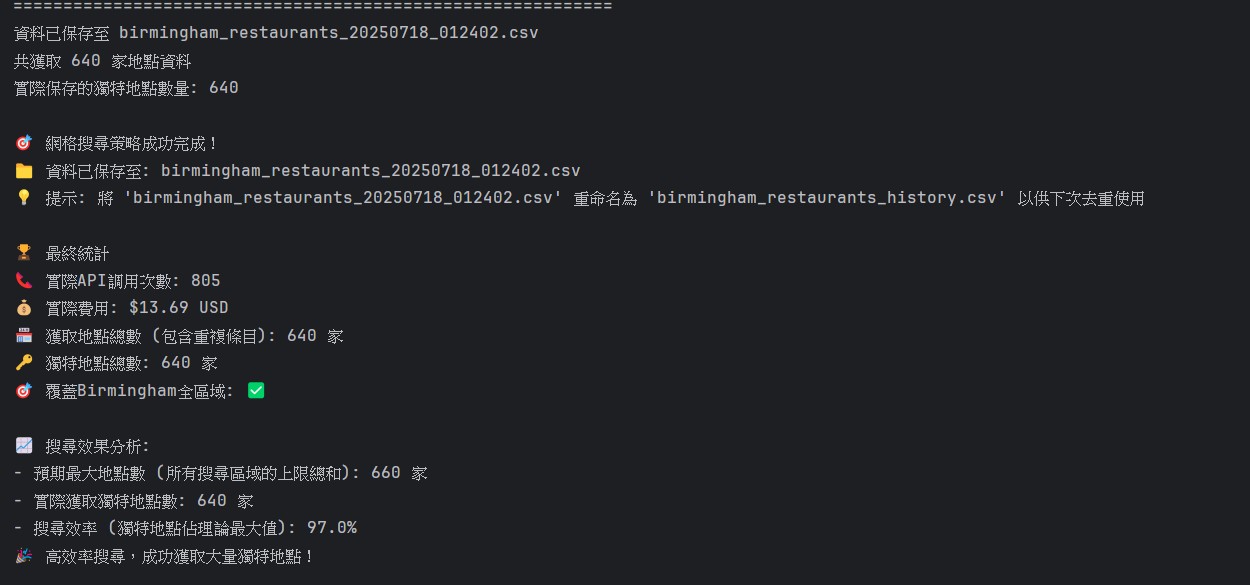 ============================================================
資料已保存至 birmingham_restaurants_20250718_012402.csv
共獲取 640 家地點資料
實際保存的獨特地點數量: 640
🎯 網格搜尋策略成功完成！
📁 資料已保存至: birmingham_restaurants_20250718_012402.csv
💡 提示: 將 'birmingham_restaurants_20250718_012402.csv' 重命名為 'birmingham_restaurants_history.csv' 以供下次去重使用
🏆 最終統計
📞 實際API調用次數: 805
💰 實際費用: $13.69 USD
🏪 獲取地點總數 (包含重複條目): 640 家
🔑 獨特地點總數: 640 家
🎯 覆蓋Birmingham全區域: ✅
📈 搜尋效果分析:
- 預期最大地點數 (所有搜尋區域的上限總和): 660 家
- 實際獲取獨特地點數: 640 家
- 搜尋效率 (獨特地點佔理論最大值): 97.0%
🎉 高效率搜尋，成功獲取大量獨特地點！